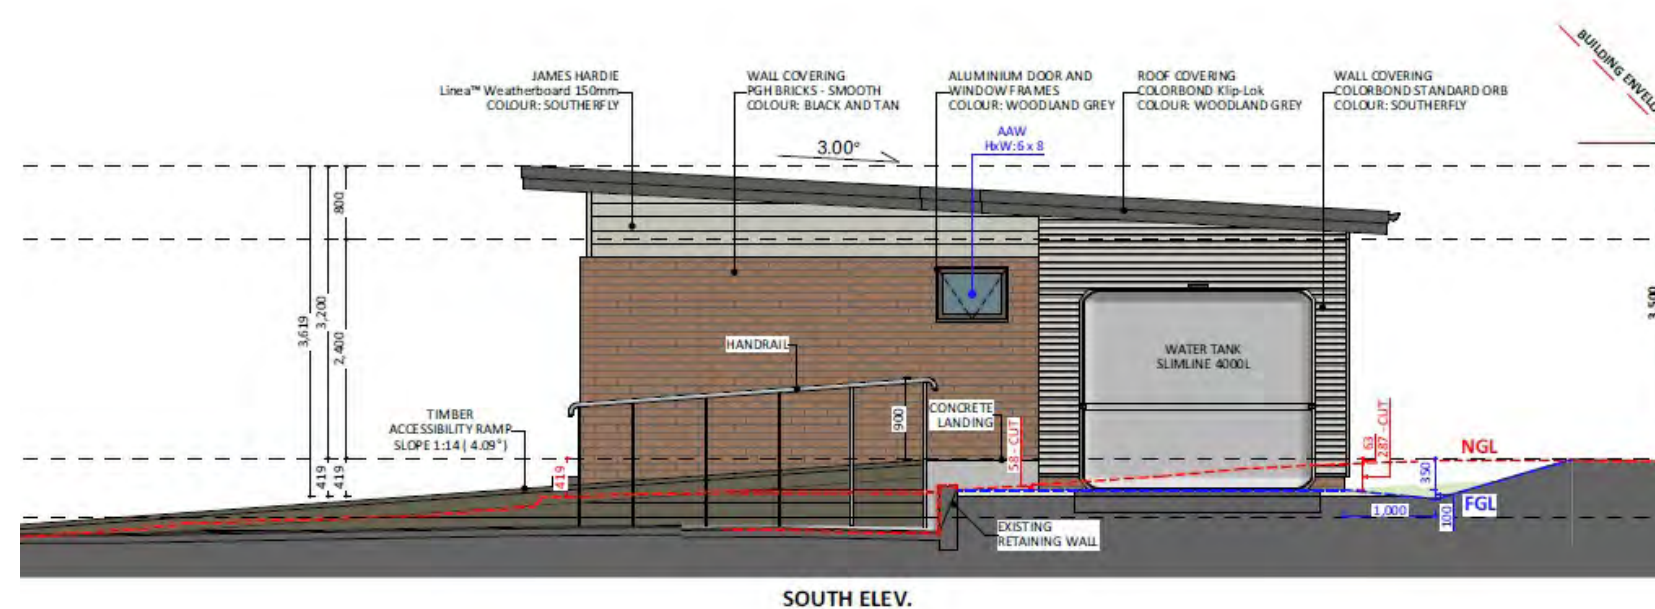 JAMES HARDIE
Linea™ Weatherboard 150mm
COLOUR: SOUTHERFLY
WALL COVERING
PGH BRICKS - SMOOTH
COLOUR: BLACK AND TAN
ALUMINIUM DOOR AND
WINDOW FRAMES
COLOUR: WOODLAND GREY
ROOF COVERING
COLORBOND Klip-Lok
COLOUR: WOODLAND GREY
WALL COVERING
COLORBOND STANDARD ORB
COLOUR: SOUTHERFLY
BUILDING
AAW
HxW: 6 x 8
3.00°
800
3,619
3,200
2,400
419
419
419
3,500
HANDRAIL
WATER TANK
SLIMLINE 4000L
TIMBER
ACCESSIBILITY RAMP
SLOPE 1:14 ( 4.09°)
419
900
CONCRETE
LANDING
58 - CUT
63
287 - CUT
350
NGL
FGL
1,000
100
EXISTING
RETAINING WALL
SOUTH ELEV.